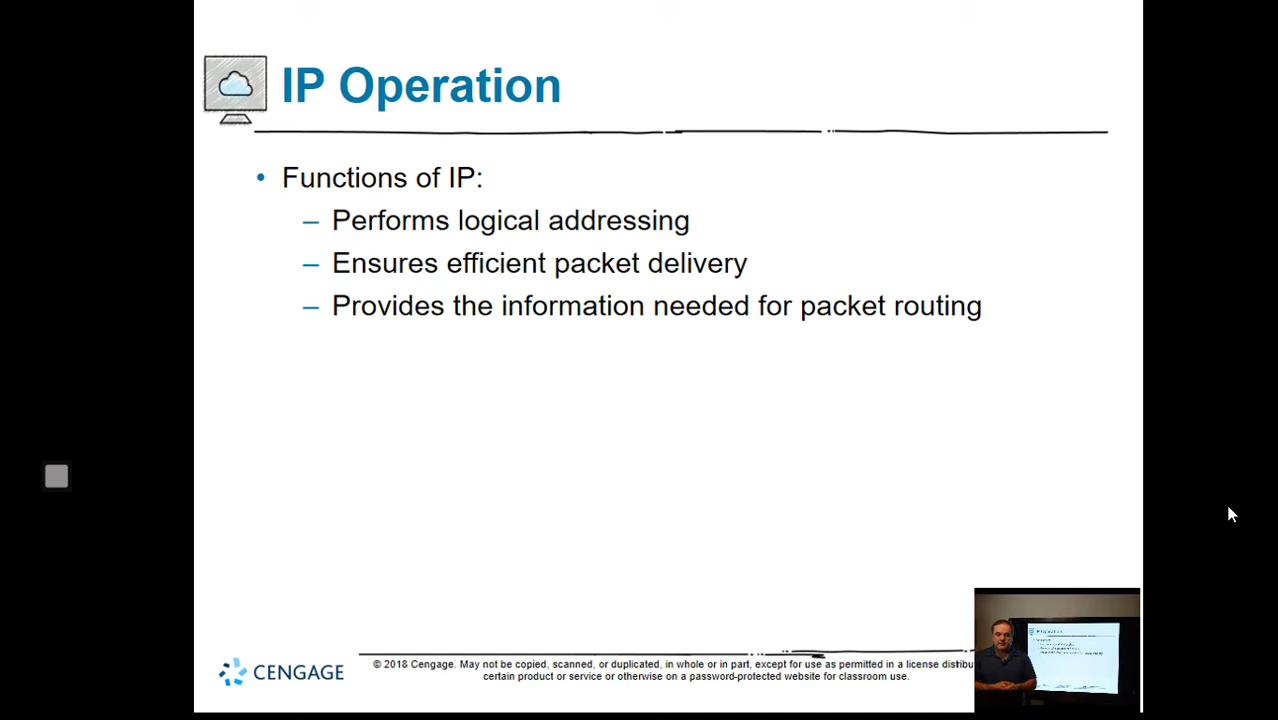 IP Operation
• Functions of IP:
– Performs logical addressing
– Ensures efficient packet delivery
– Provides the information needed for packet routing
CENGAGE
© 2018 Cengage. May not be copied, scanned, or duplicated, in whole or in part, except for use as permitted in a license
certain product or service or otherwise on a password-protected website for classroom use.
IP Operation